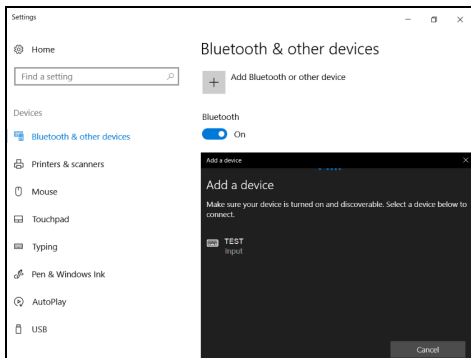 Settings
Home
Find a setting
Devices
Bluetooth & other devices
Printers & scanners
Mouse
Touchpad
Typing
Pen & Windows Ink
AutoPlay
USB
Bluetooth & other devices
Add Bluetooth or other device
Bluetooth
On
Add a device
Add a device
Make sure your device is turned on and discoverable. Select a device below to
connect.
TEST
Input
Cancel